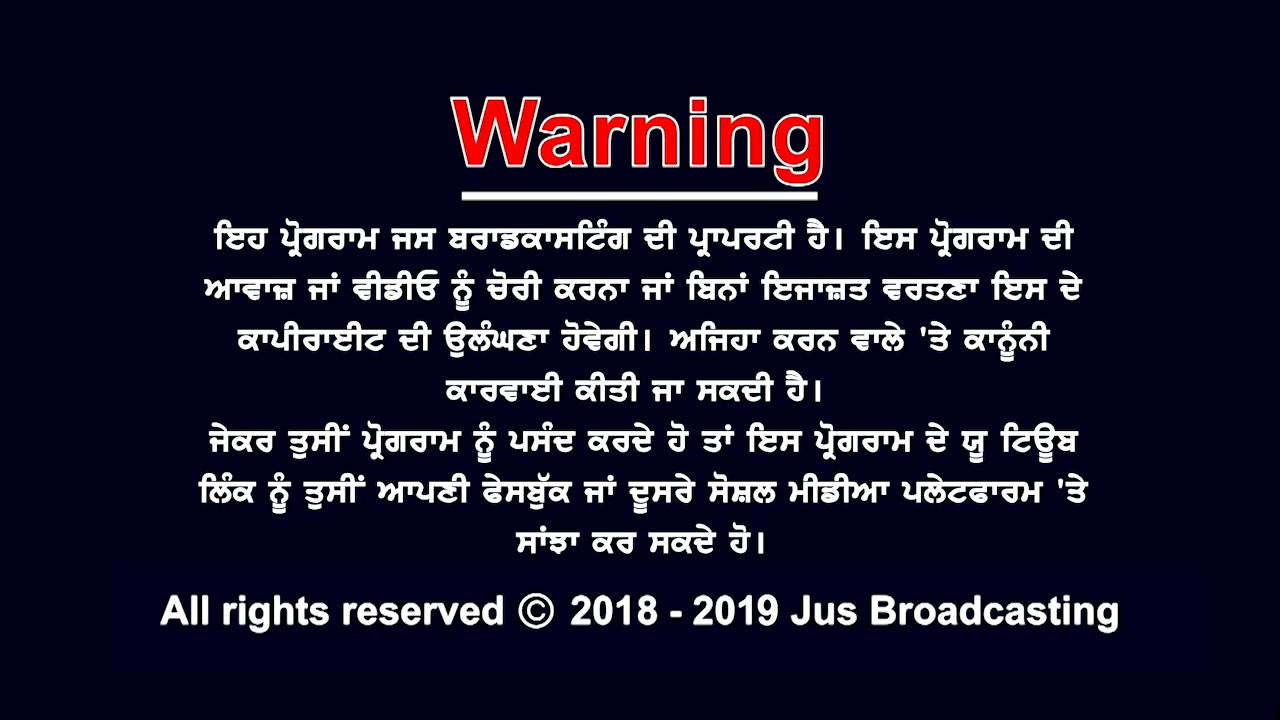 Warning
ਇਹ ਪ੍ਰੋਗਰਾਮ ਜਸ ਬਰਾਡਕਾਸਟਿੰਗ ਦੀ ਪ੍ਰਾਪਰਟੀ ਹੈ। ਇਸ ਪ੍ਰੋਗਰਾਮ ਦੀ
ਆਵਾਜ਼ ਜਾਂ ਵੀਡੀਓ ਨੂੰ ਚੋਰੀ ਕਰਨਾ ਜਾਂ ਬਿਨਾਂ ਇਜਾਜ਼ਤ ਵਰਤਣਾ ਇਸ ਦੇ
ਕਾਪੀਰਾਈਟ ਦੀ ਉਲੰਘਣਾ ਹੋਵੇਗੀ। ਅਜਿਹਾ ਕਰਨ ਵਾਲੇ 'ਤੇ ਕਾਨੂੰਨੀ
ਕਾਰਵਾਈ ਕੀਤੀ ਜਾ ਸਕਦੀ ਹੈ।
ਜੇਕਰ ਤੁਸੀਂ ਪ੍ਰੋਗਰਾਮ ਨੂੰ ਪਸੰਦ ਕਰਦੇ ਹੋ ਤਾਂ ਇਸ ਪ੍ਰੋਗਰਾਮ ਦੇ ਯੂ ਟਿਊਬ
ਲਿੰਕ ਨੂੰ ਤੁਸੀਂ ਆਪਣੀ ਫੇਸਬੁੱਕ ਜਾਂ ਦੂਸਰੇ ਸੋਸ਼ਲ ਮੀਡੀਆ ਪਲੇਟਫਾਰਮ 'ਤੇ
ਸਾਂਝਾ ਕਰ ਸਕਦੇ ਹੋ।
All rights reserved © 2018 - 2019 Jus Broadcasting